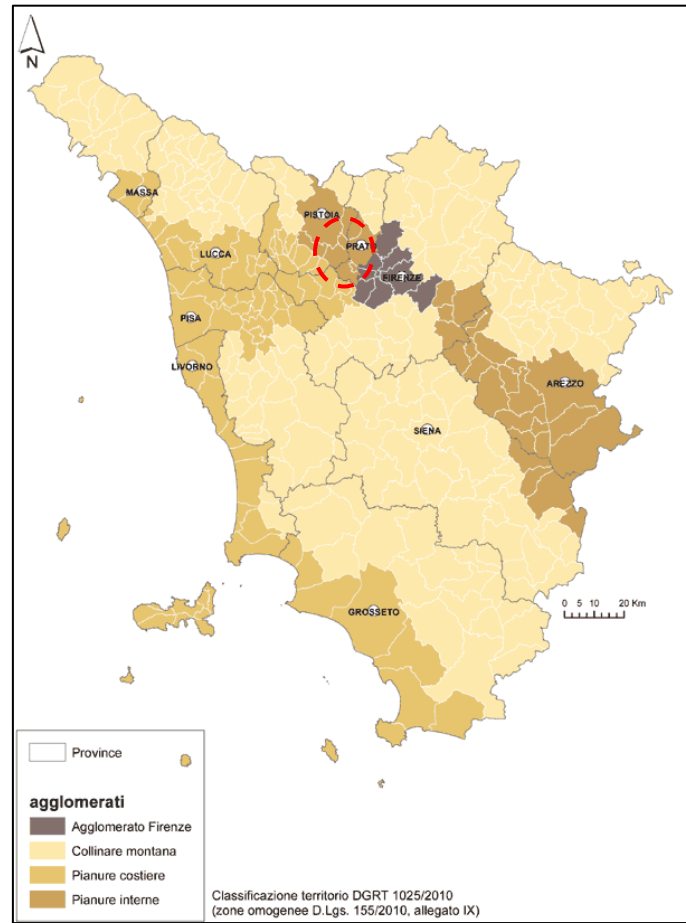 N
MASSA
PISTOIA
PRATO
LUCCA
FIRENZE
PISA
LIVORNO
AREZZO
SIENA
0 5 10 20 Km
GROSSETO
Province
agglomerati
Agglomerato Firenze
Collinare montana
Pianure costiere
Pianure interne
Classificazione territorio DGRT 1025/2010
(zone omogenee D.Lgs. 155/2010, allegato IX)